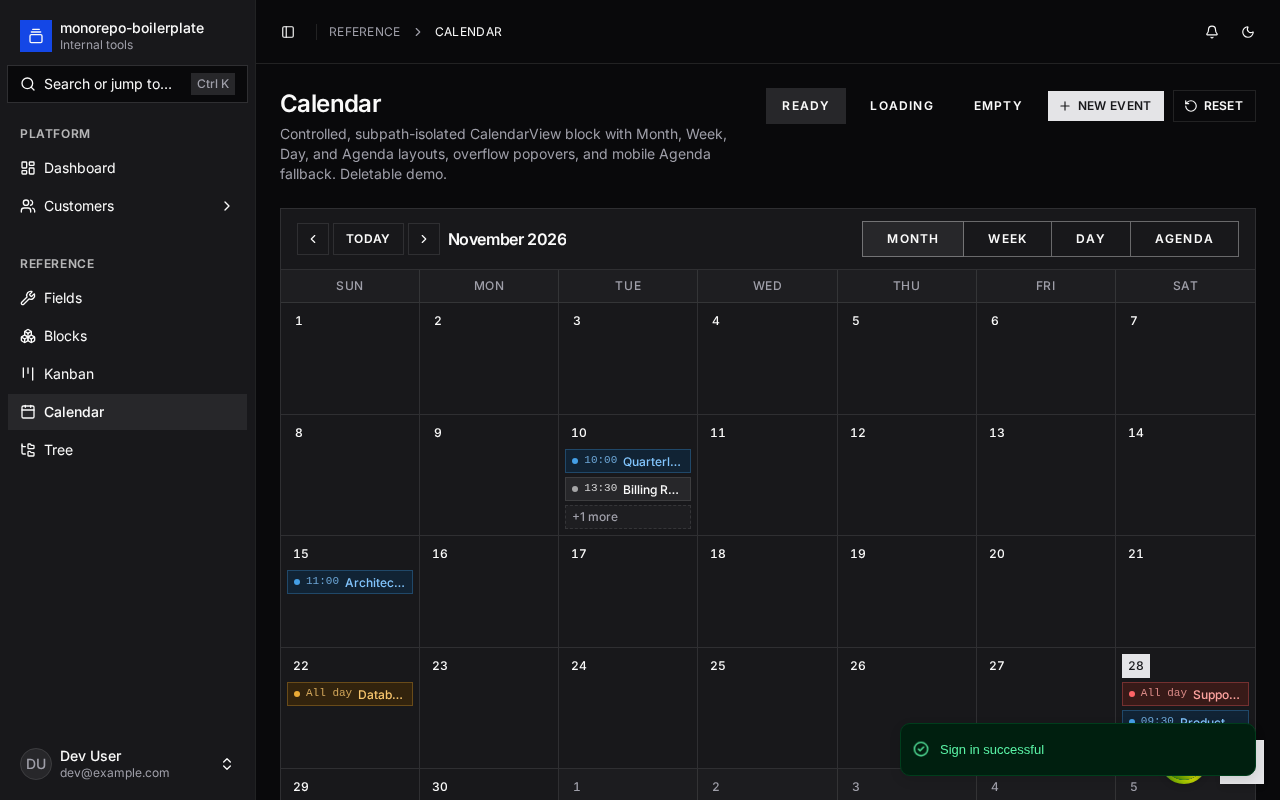 monorepo-boilerplate
Internal tools
Search or jump to...
Ctrl K
PLATFORM
Dashboard
Customers
REFERENCE
Fields
Blocks
Kanban
Calendar
Tree
DU
Dev User
dev@example.com
REFERENCE
CALENDAR
Calendar
Controlled, subpath-isolated CalendarView block with Month, Week,
Day, and Agenda layouts, overflow popovers, and mobile Agenda
fallback. Deletable demo.
READY
LOADING
EMPTY
NEW EVENT
RESET
TODAY
November 2026
MONTH
WEEK
DAY
AGENDA
SUN MON TUE WED THU FRI SAT
1 2 3 4 5 6 7
8 9 10 11 12 13 14
10:00 Quarterl...
13:30 Billing R...
+1 more
15 16 17 18 19 20 21
11:00 Architec...
22 23 24 25 26 27 28
All day Datab...
All day Suppo...
09:30 Product
29 30 1 2 3 4 5
Sign in successful